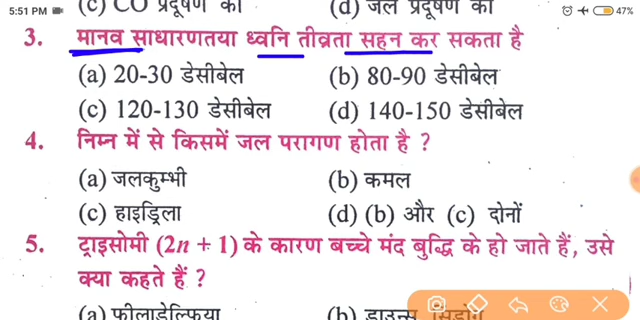 5:51 PM 47%
(c) CO प्रदूषण का (d) जल प्रदूषण का
3. मानव साधारणतया ध्वनि तीव्रता सहन कर सकता है
(a) 20-30 डेसीबेल (b) 80-90 डेसीबेल
(c) 120-130 डेसीबेल (d) 140-150 डेसीबेल
4. निम्न में से किसमें जल परागण होता है ?
(a) जलकुम्भी (b) कमल
(c) हाइड्रिला (d) (b) और (c) दोनों
5. ट्राइसोमी (2n + 1) के कारण बच्चे मंद बुद्धि के हो जाते हैं, उसे
क्या कहते हैं ?
(a) फीलाडेल्फिया (b) डाउन्स सिंड्रोम